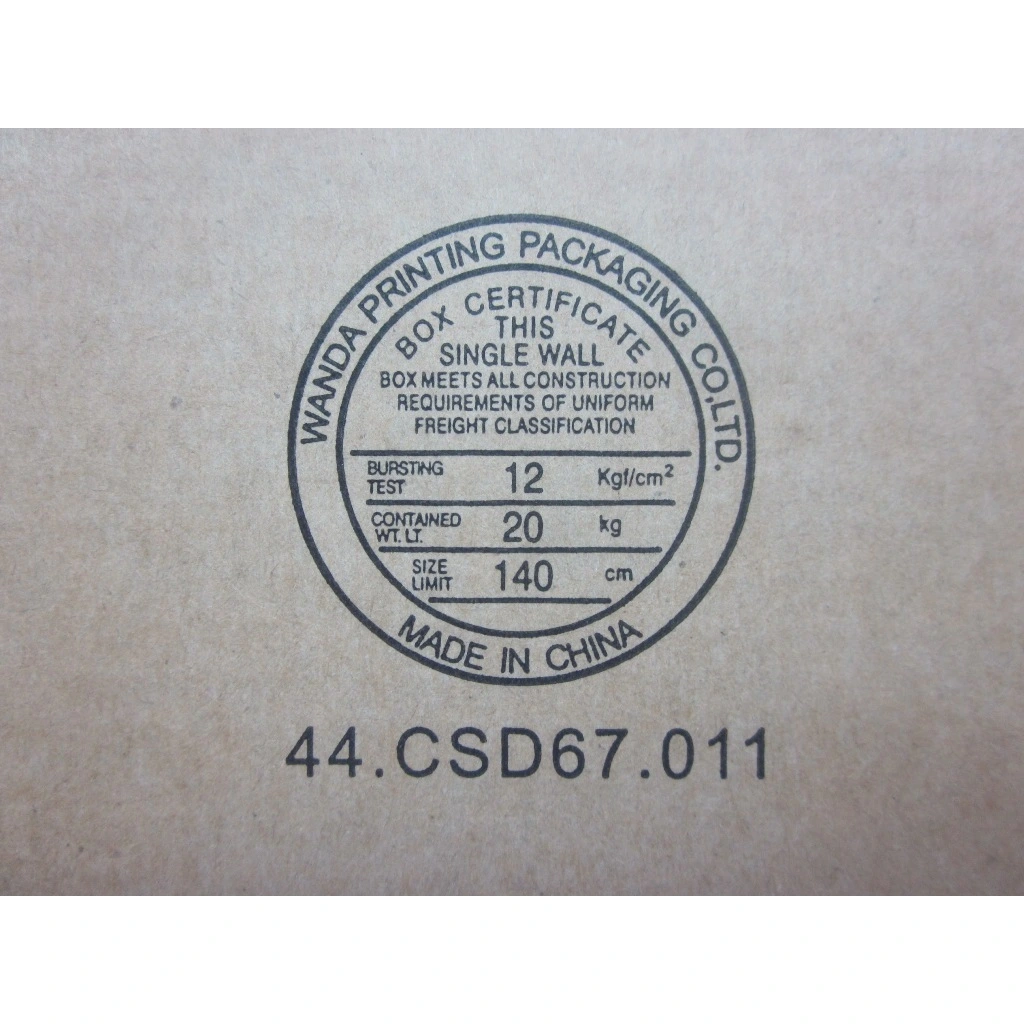 WANDA PRINTING PACKAGING CO,LTD.
BOX CERTIFICATE
THIS
SINGLE WALL
BOX MEETS ALL CONSTRUCTION
REQUIREMENTS OF UNIFORM
FREIGHT CLASSIFICATION
BURSTING TEST 12 Kgf/cm²
CONTAINED WT. LT. 20 kg
SIZE LIMIT 140 cm
MADE IN CHINA
44.CSD67.011